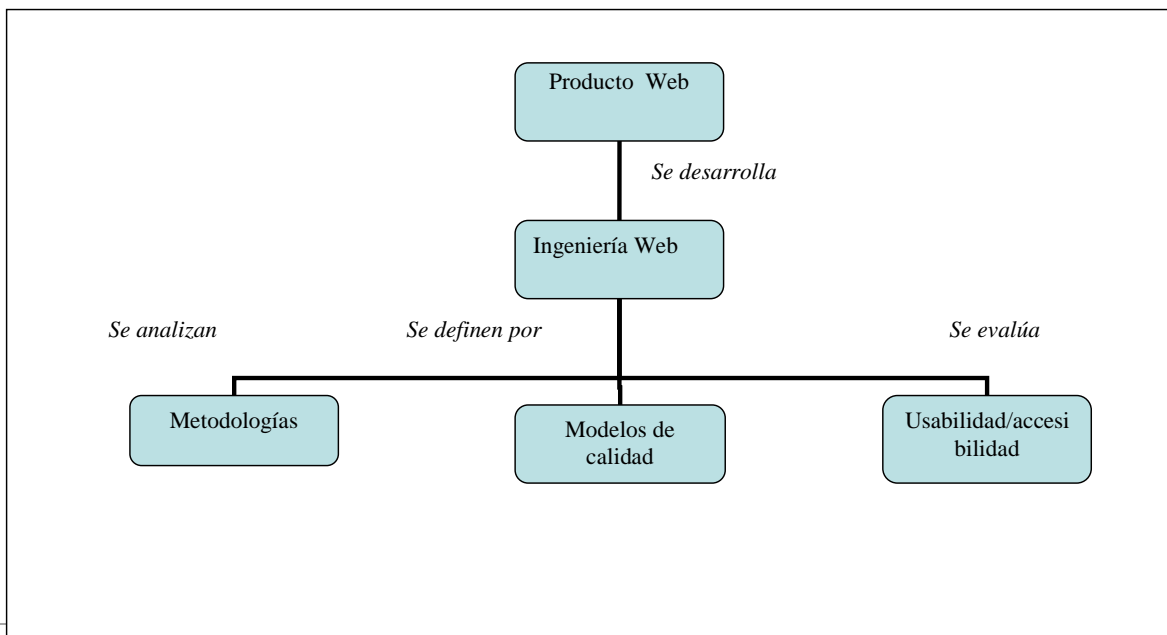 Producto Web
Se desarrolla
Ingeniería Web
Se analizan
Se definen por
Se evalúa
Metodologías
Modelos de
calidad
Usabilidad/accesi
bilidad